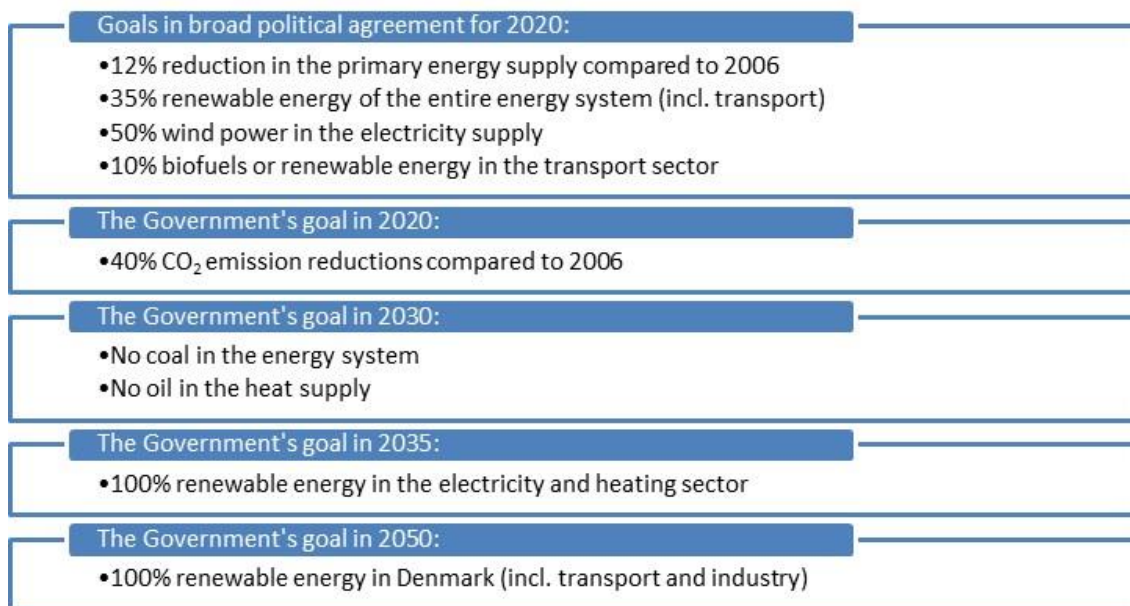 Goals in broad political agreement for 2020:
•12% reduction in the primary energy supply compared to 2006
•35% renewable energy of the entire energy system (incl. transport)
•50% wind power in the electricity supply
•10% biofuels or renewable energy in the transport sector
The Government's goal in 2020:
•40% CO₂ emission reductions compared to 2006
The Government's goal in 2030:
•No coal in the energy system
•No oil in the heat supply
The Government's goal in 2035:
•100% renewable energy in the electricity and heating sector
The Government's goal in 2050:
•100% renewable energy in Denmark (incl. transport and industry)